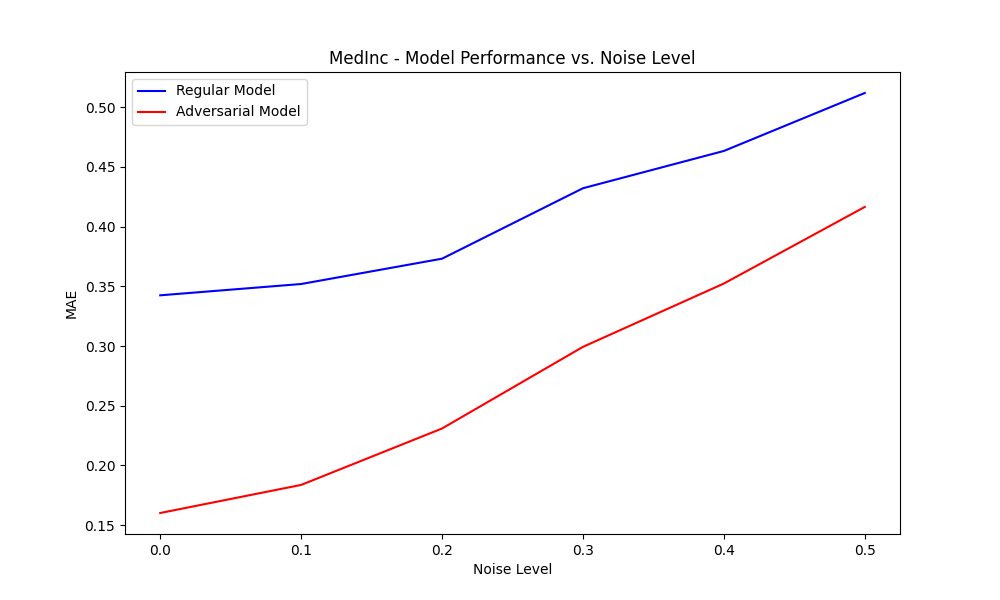 MedInc - Model Performance vs. Noise Level
Regular Model
Adversarial Model
0.50
0.45
0.40
0.35
0.30
0.25
0.20
0.15
MAE
0.0 0.1 0.2 0.3 0.4 0.5
Noise Level